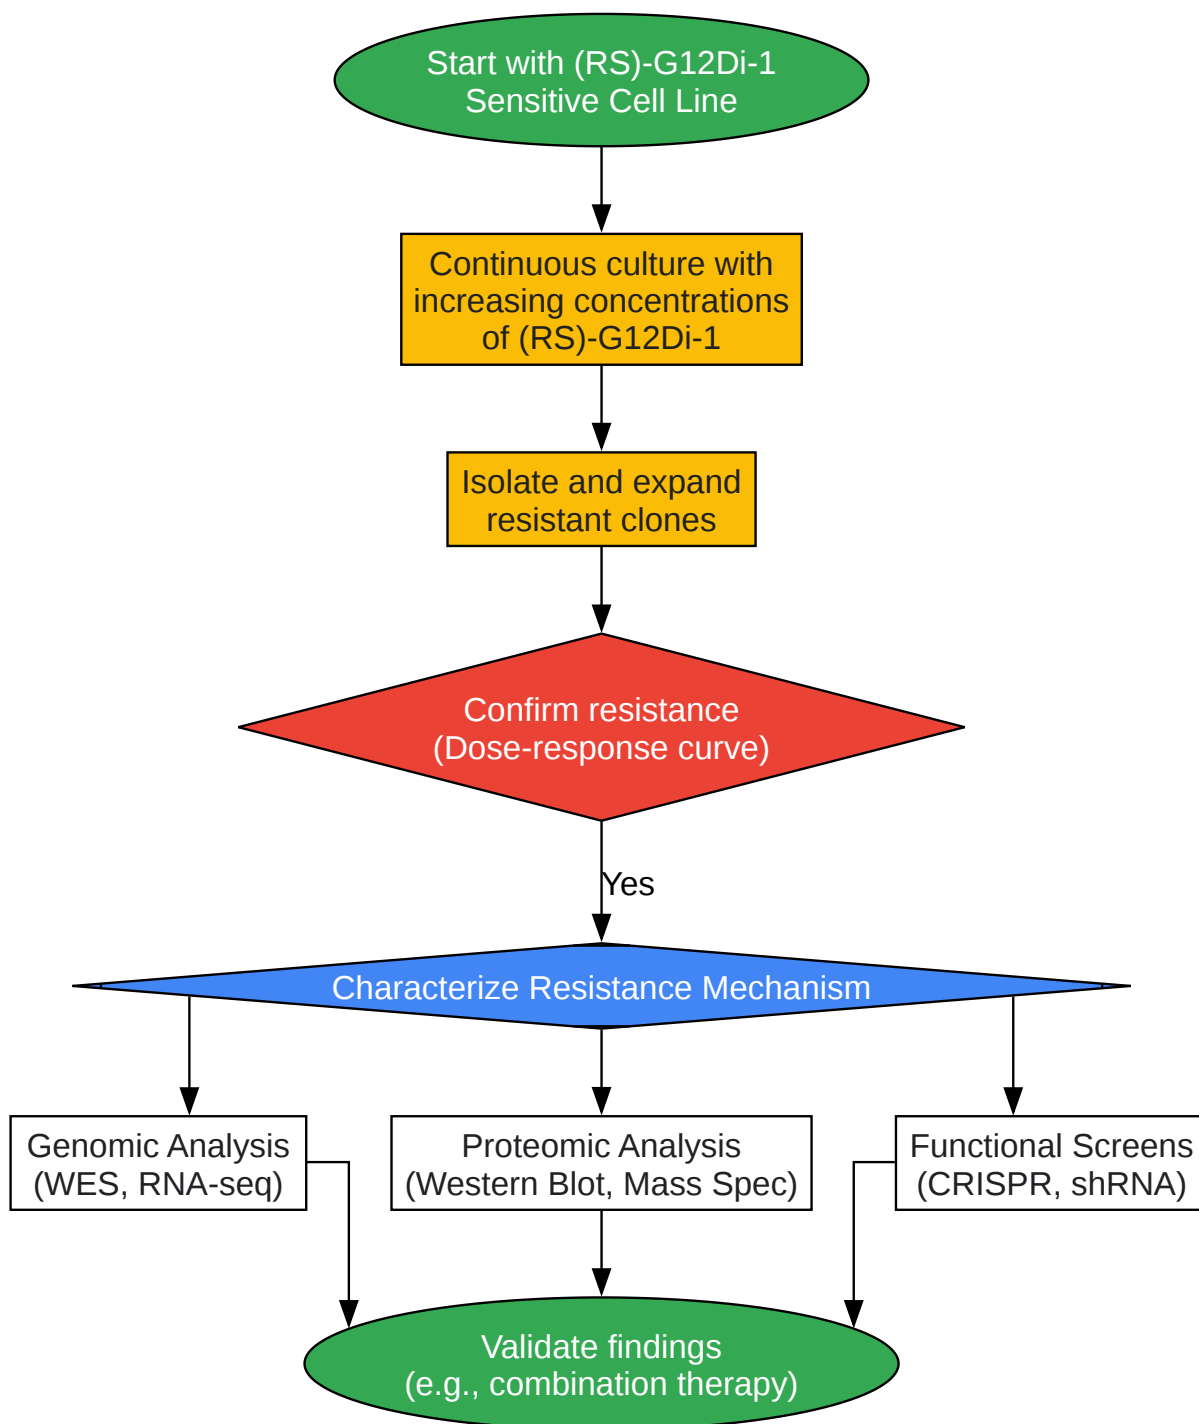 Start with (RS)-G12Di-1
Sensitive Cell Line
Continuous culture with
increasing concentrations
of (RS)-G12Di-1
Isolate and expand
resistant clones
Confirm resistance
(Dose-response curve)
Yes
Characterize Resistance Mechanism
Genomic Analysis
(WES, RNA-seq)
Proteomic Analysis
(Western Blot, Mass Spec)
Functional Screens
(CRISPR, shRNA)
Validate findings
(e.g., combination therapy)